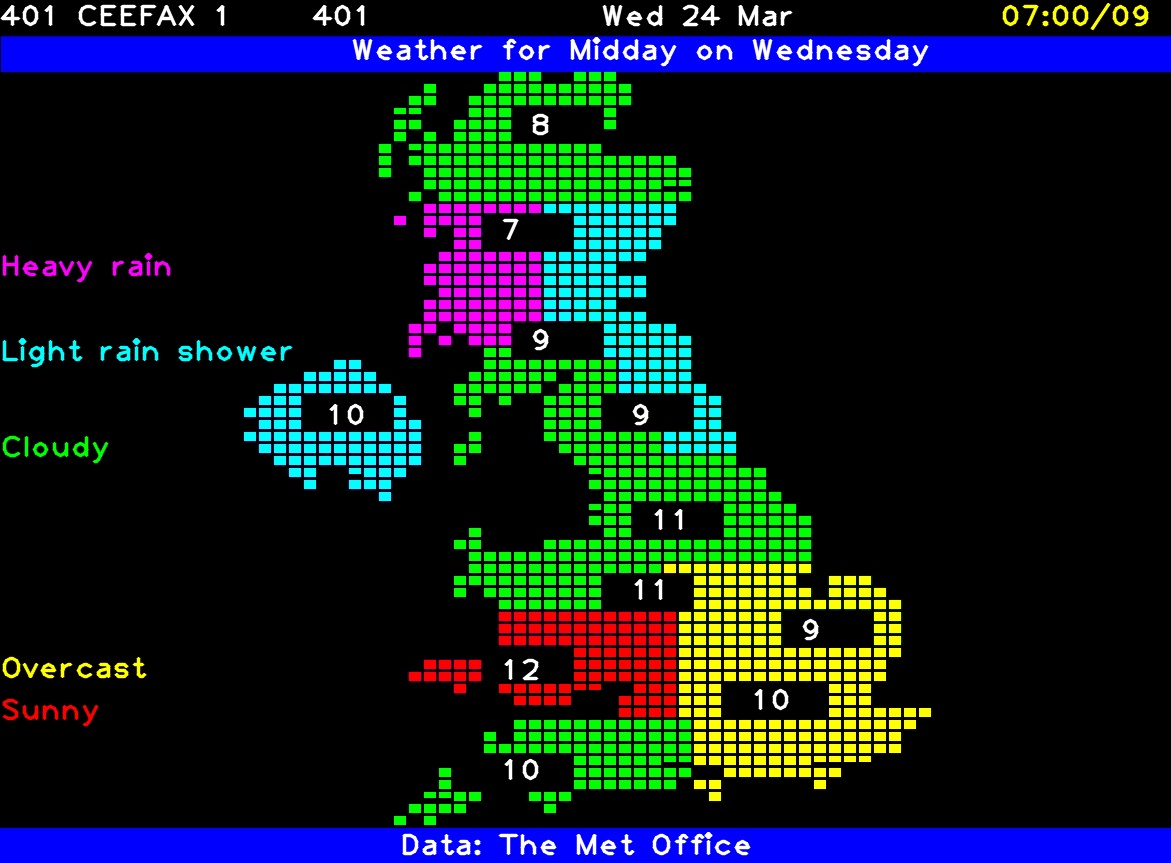 401 CEEFAX 1 401 Wed 24 Mar 07:00/09
Weather for Midday on Wednesday
8
7
Heavy rain
9
Light rain shower
10 9
Cloudy
11
11
9
Overcast 12
10
Sunny
10
Data: The Met Office